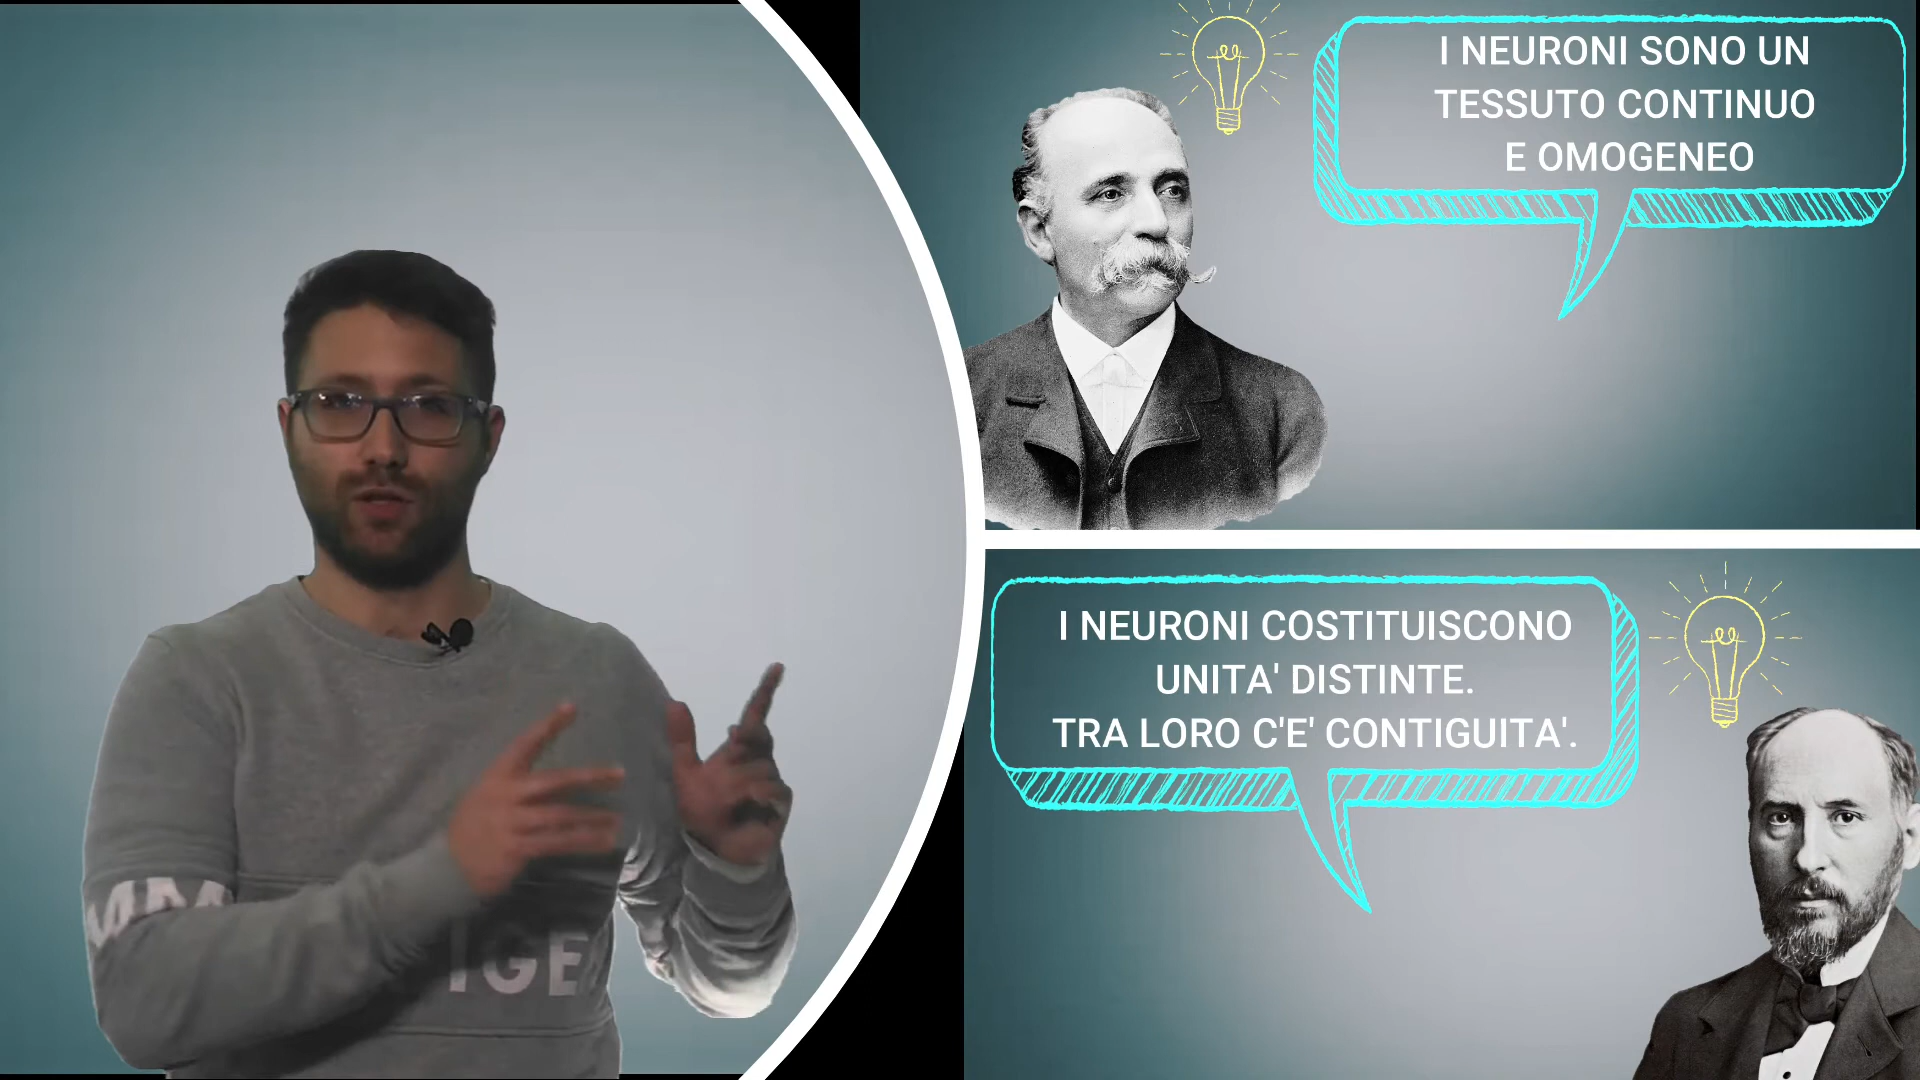 I NEURONI SONO UN
TESSUTO CONTINUO
E OMOGENEO
I NEURONI COSTITUISCONO
UNITA' DISTINTE.
TRA LORO C'E' CONTIGUITA'.